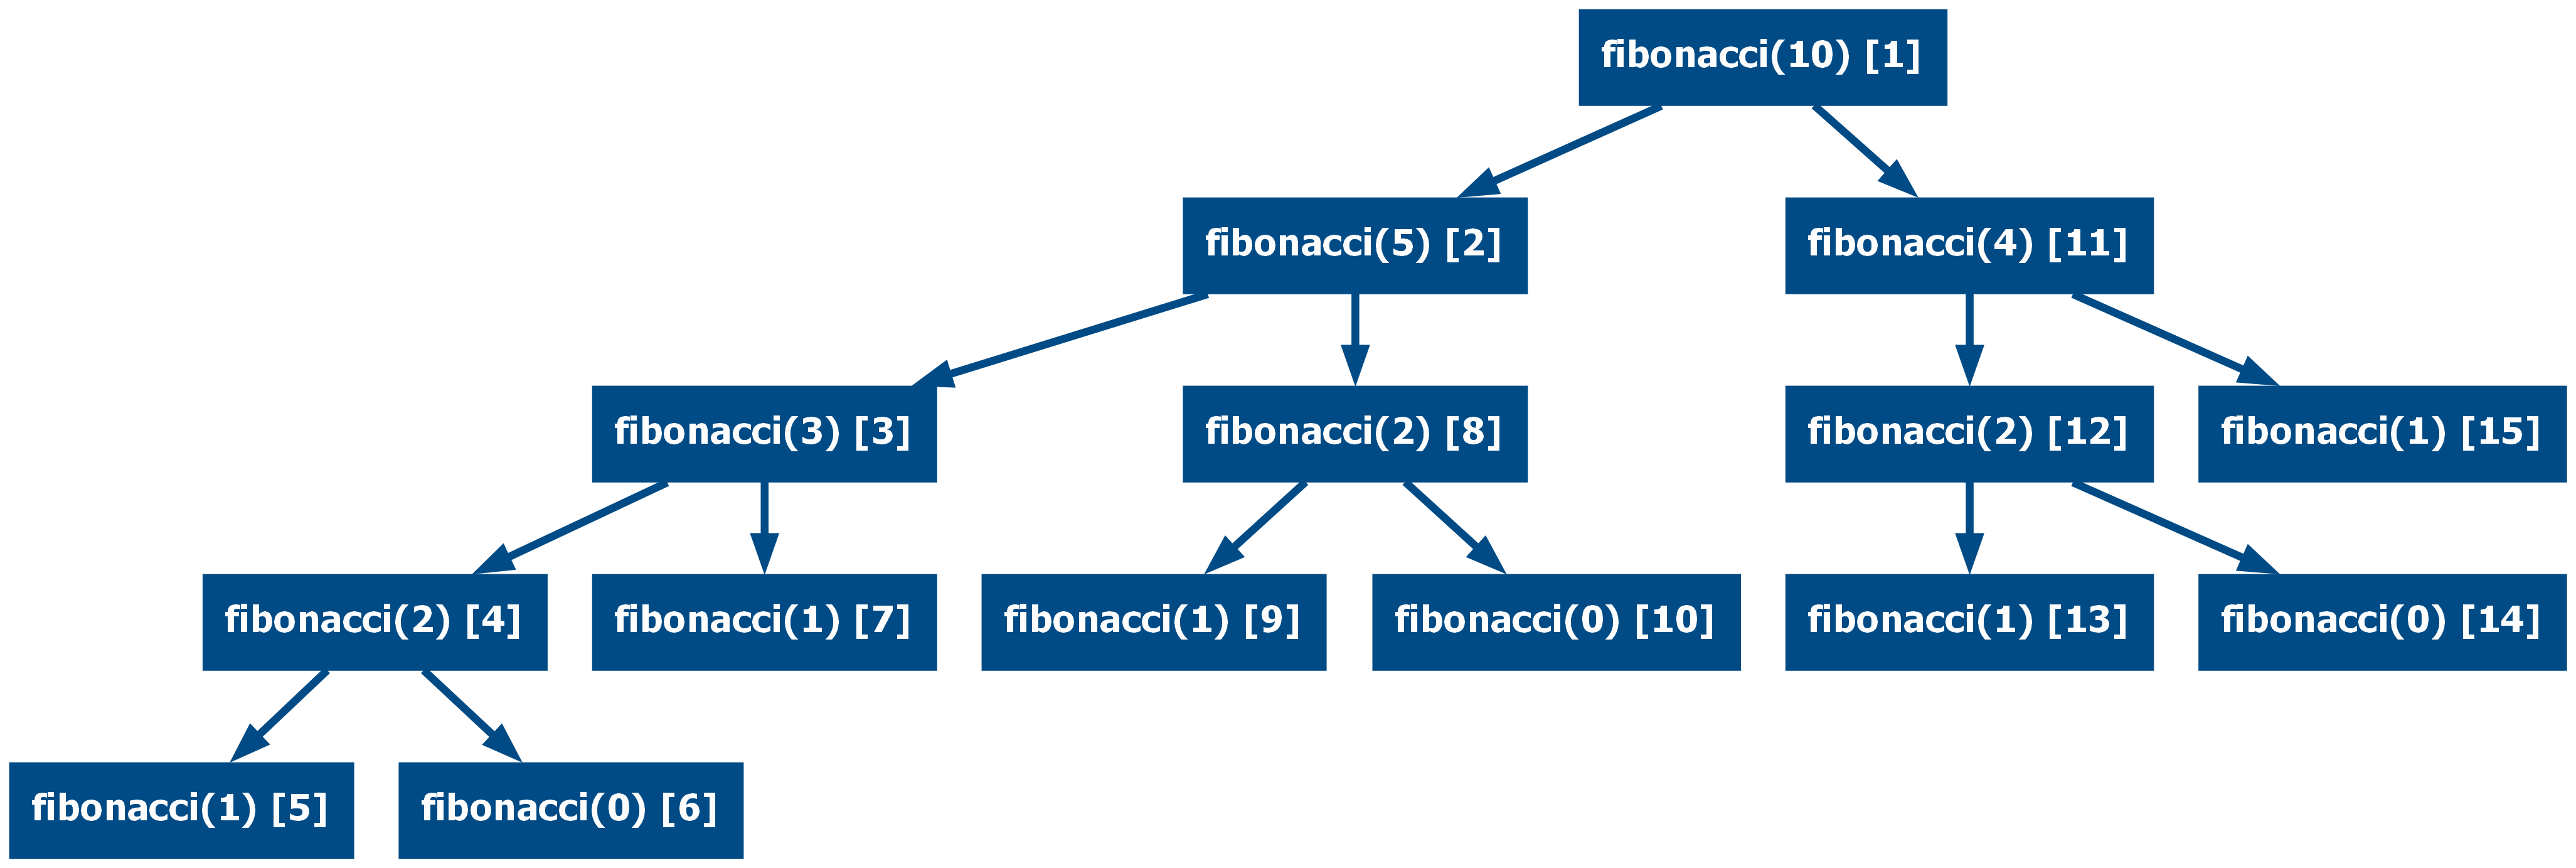 fibonacci(10) [1]
fibonacci(5) [2]
fibonacci(4) [11]
fibonacci(3) [3]
fibonacci(2) [8]
fibonacci(2) [12]
fibonacci(1) [15]
fibonacci(2) [4]
fibonacci(1) [7]
fibonacci(1) [9]
fibonacci(0) [10]
fibonacci(1) [13]
fibonacci(0) [14]
fibonacci(1) [5]
fibonacci(0) [6]